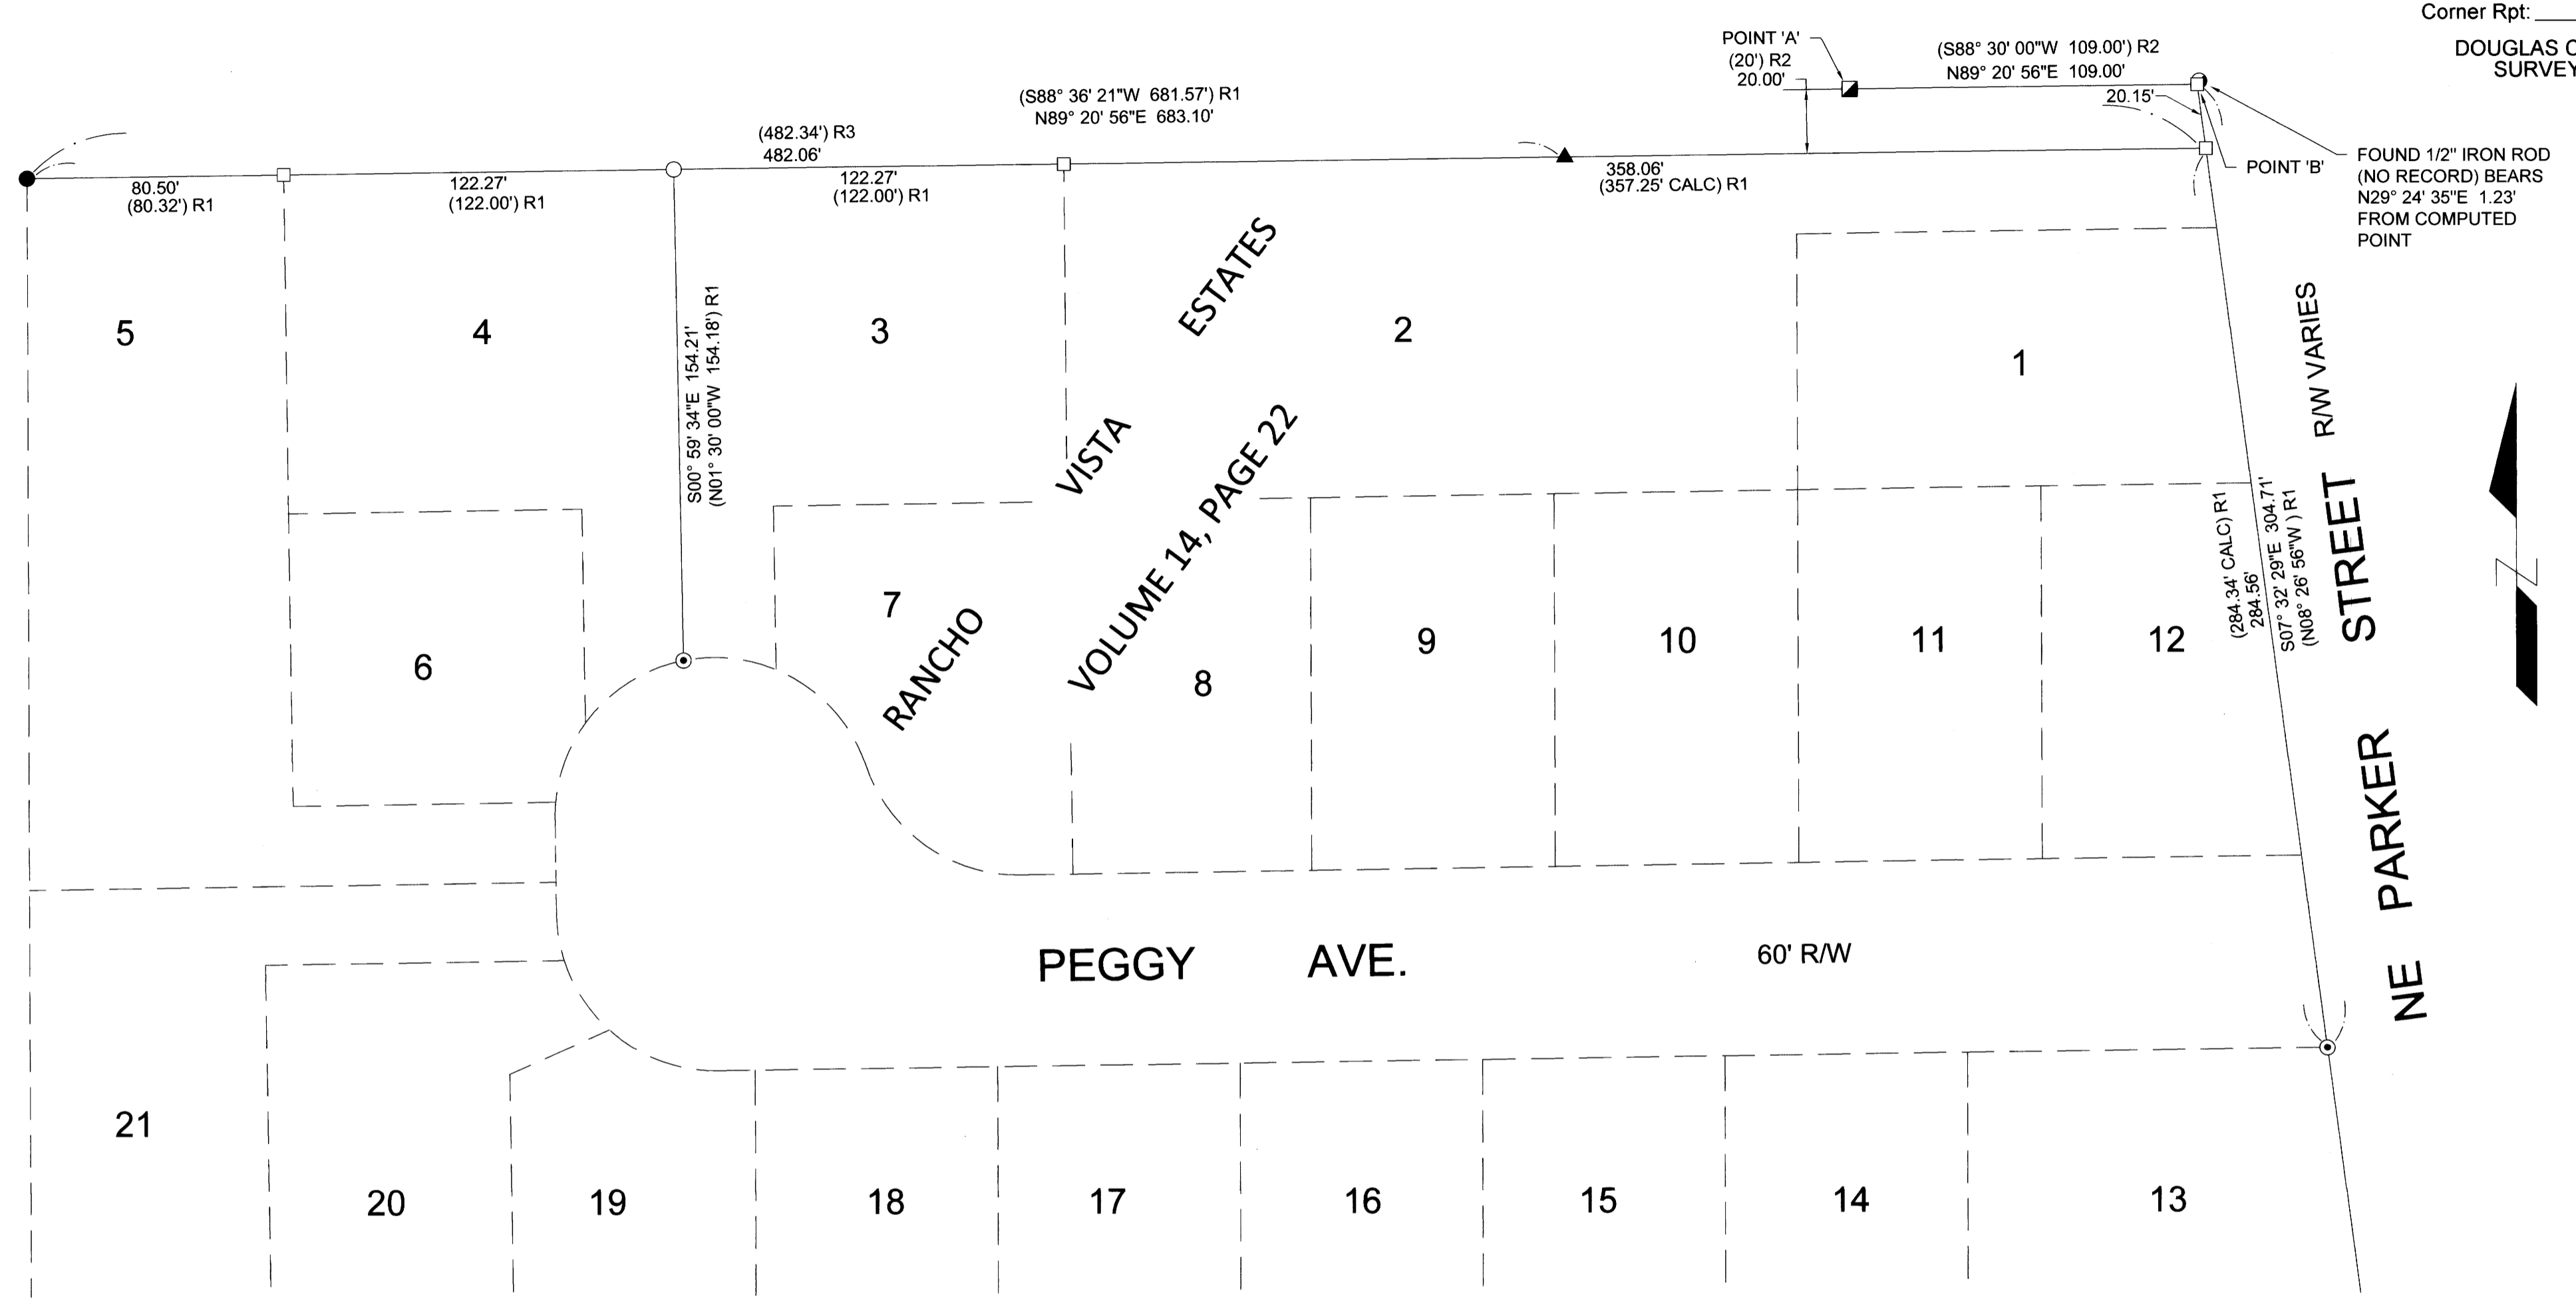 Corner Rpt:
DOUGLAS C
SURVEY
POINT 'A'
(20') R2
20.00'
(S88° 30' 00"W 109.00') R2
N89° 20' 56"E 109.00'
20.15'
POINT 'B'
FOUND 1/2" IRON ROD
(NO RECORD) BEARS
N29° 24' 35"E 1.23'
FROM COMPUTED
POINT
(S88° 36' 21"W 681.57') R1
N89° 20' 56"E 683.10'
(482.34') R3
482.06'
80.50'
(80.32') R1
122.27'
(122.00') R1
122.27'
(122.00') R1
358.06'
(357.25' CALC) R1
S00° 59' 34"E 154.21'
(N01° 30' 00"W 154.18') R1
5
4
3
2
1
RANCHO VISTA ESTATES
VOLUME 14, PAGE 22
6
7
8
9
10
11
12
(284.34' CALC) R1
284.56'
S07° 32' 29"E 304.71'
(N08° 26' 56"W ) R1
NE PARKER STREET R/W VARIES
Z
PEGGY AVE.
60' R/W
21
20
19
18
17
16
15
14
13